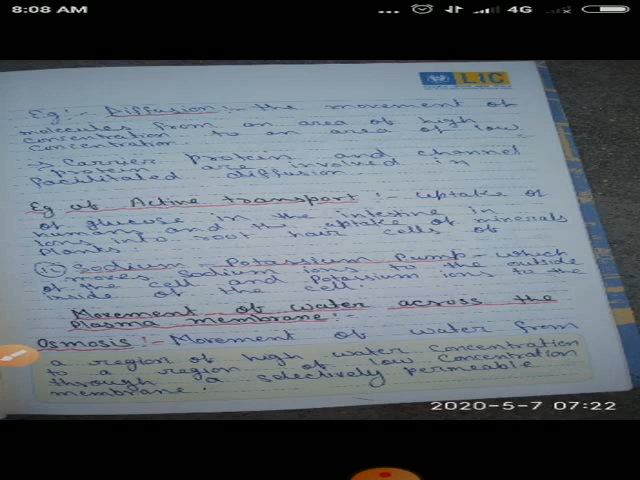 8:08 AM
... 4G
LIC
Eg:- Diffusion:- the movement of
molecules from an area of high
concentration to an area of low
concentration.
→ Carrier protein and channel
protein are involved in
facilitated diffusion.
Eg of Active transport:- uptake of
of glucose in the intestine in
humans and the uptake of minerals
ions into root hair cells of
plants.
(ii) Sodium - Potassium Pump - which
moves Sodium ions to the outside
of the cell and Potassium ions to the
inside of the cell.
Movement of water across the
Plasma membrane:-
Osmosis:- Movement of water from
a region of high water concentration
to a region of low concentration
through a selectively permeable
membrane.
2020-5-7 07:22